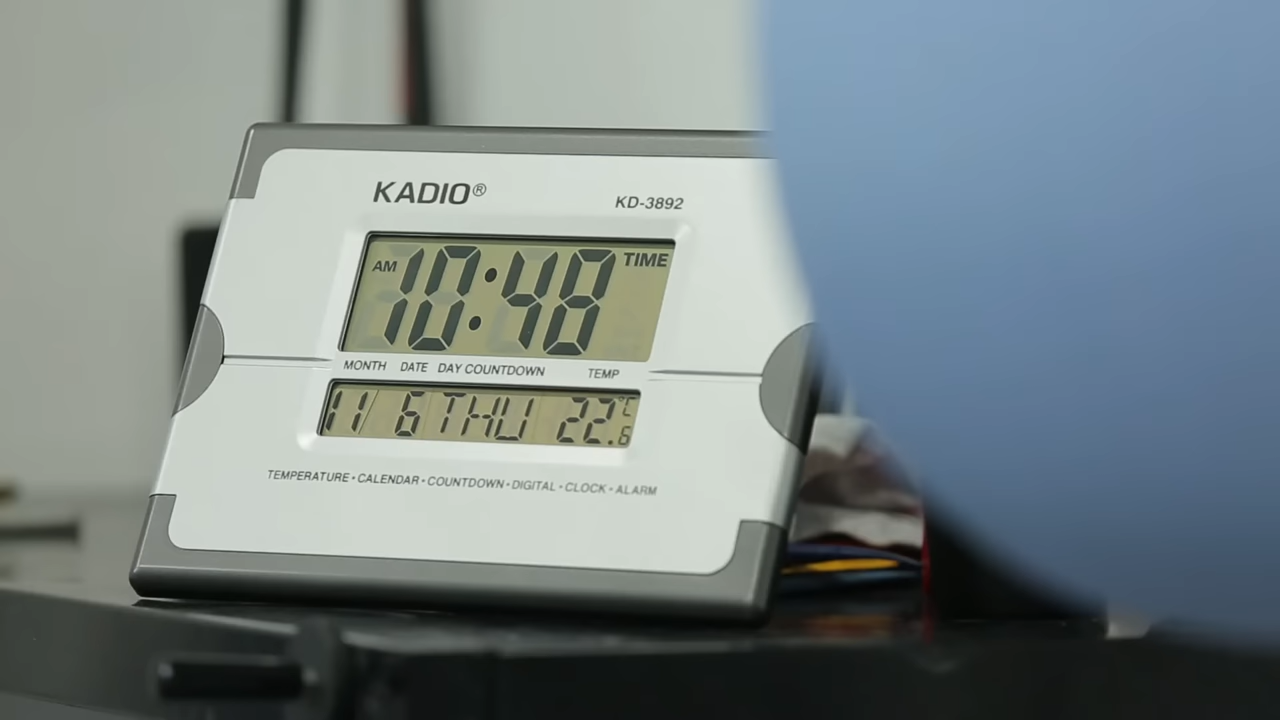 KADIO®
KD-3892
AM 10:48 TIME
MONTH DATE DAY COUNTDOWN TEMP
11/ 6 THU 22.6 °C
TEMPERATURE • CALENDAR • COUNTDOWN • DIGITAL • CLOCK • ALARM